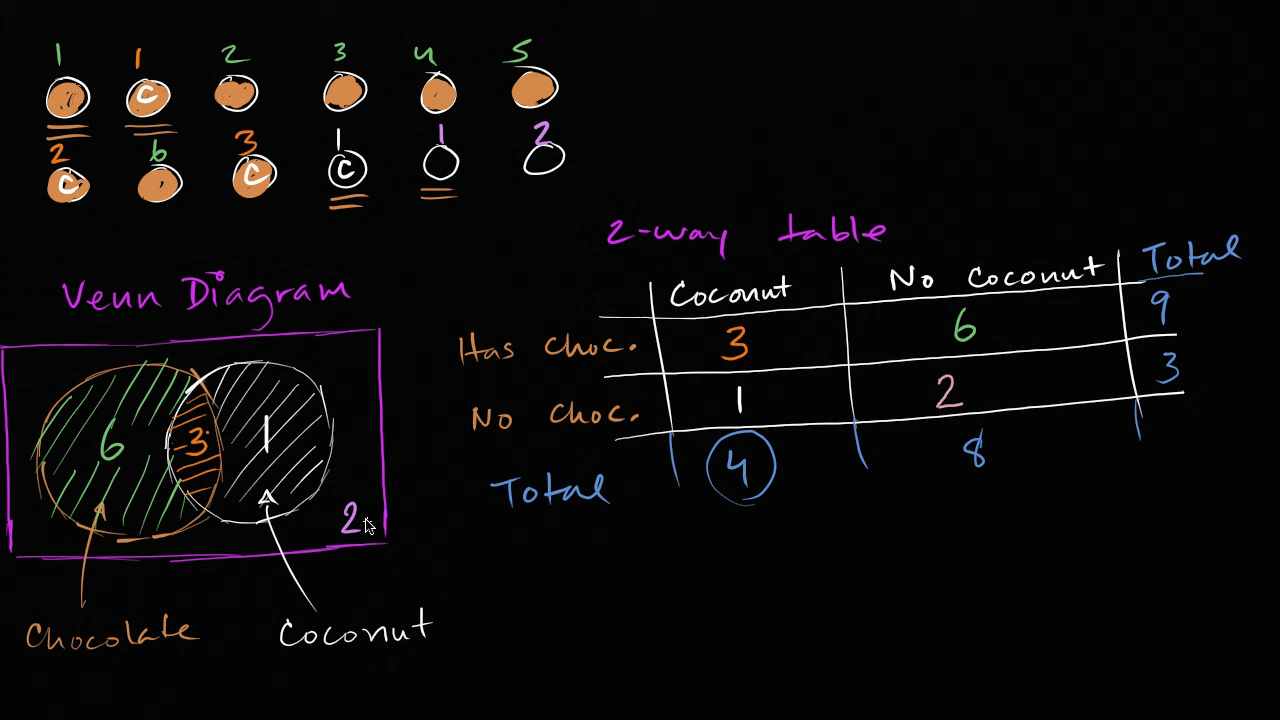 1 1 2 3 4 5
C
2 6 3 1 1 2
C C C
2-way table
Total
Coconut No Coconut
Has Choc. 3 6 9
No Choc. 1 2 3
Total 4 8
Venn Diagram
6 3 1
2
Chocolate Coconut